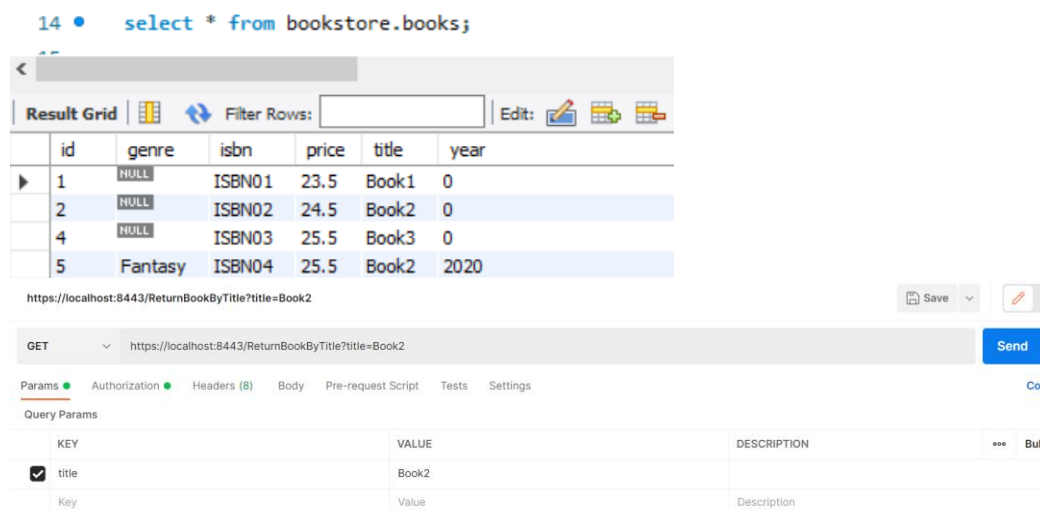 14 select * from bookstore.books;
Result Grid Filter Rows: Edit:
id genre isbn price title year
1 NULL ISBN01 23.5 Book1 0
2 NULL ISBN02 24.5 Book2 0
4 NULL ISBN03 25.5 Book3 0
5 Fantasy ISBN04 25.5 Book2 2020
https://localhost:8443/ReturnBookByTitle?title=Book2 Save
GET https://localhost:8443/ReturnBookByTitle?title=Book2 Send
Params Authorization Headers (8) Body Pre-request Script Tests Settings Co
Query Params
KEY VALUE DESCRIPTION ooo Bul
title Book2
Key Value Description